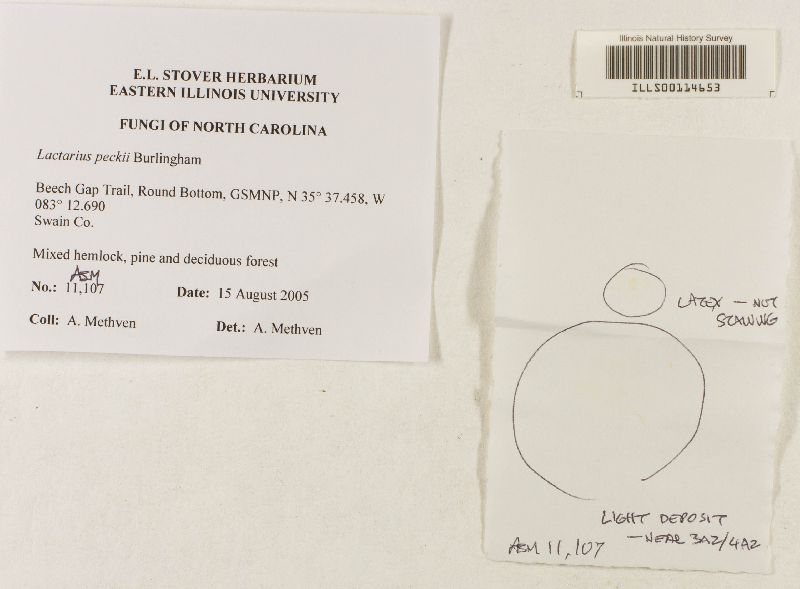 E.L. STOVER HERBARIUM
EASTERN ILLINOIS UNIVERSITY
FUNGI OF NORTH CAROLINA
Lactarius peckii Burlingham
Beech Gap Trail, Round Bottom, GSMNP, N 35° 37.458, W
083° 12.690
Swain Co.
Mixed hemlock, pine and deciduous forest
ASM
No.: 11,107 Date: 15 August 2005
Coll: A. Methven Det.: A. Methven
Illinois Natural History Survey
ILLS00114653
LATEX - NOT
STAINING
LIGHT DEPOSIT
- NEAR 3A2/4A2
ASM 11,107